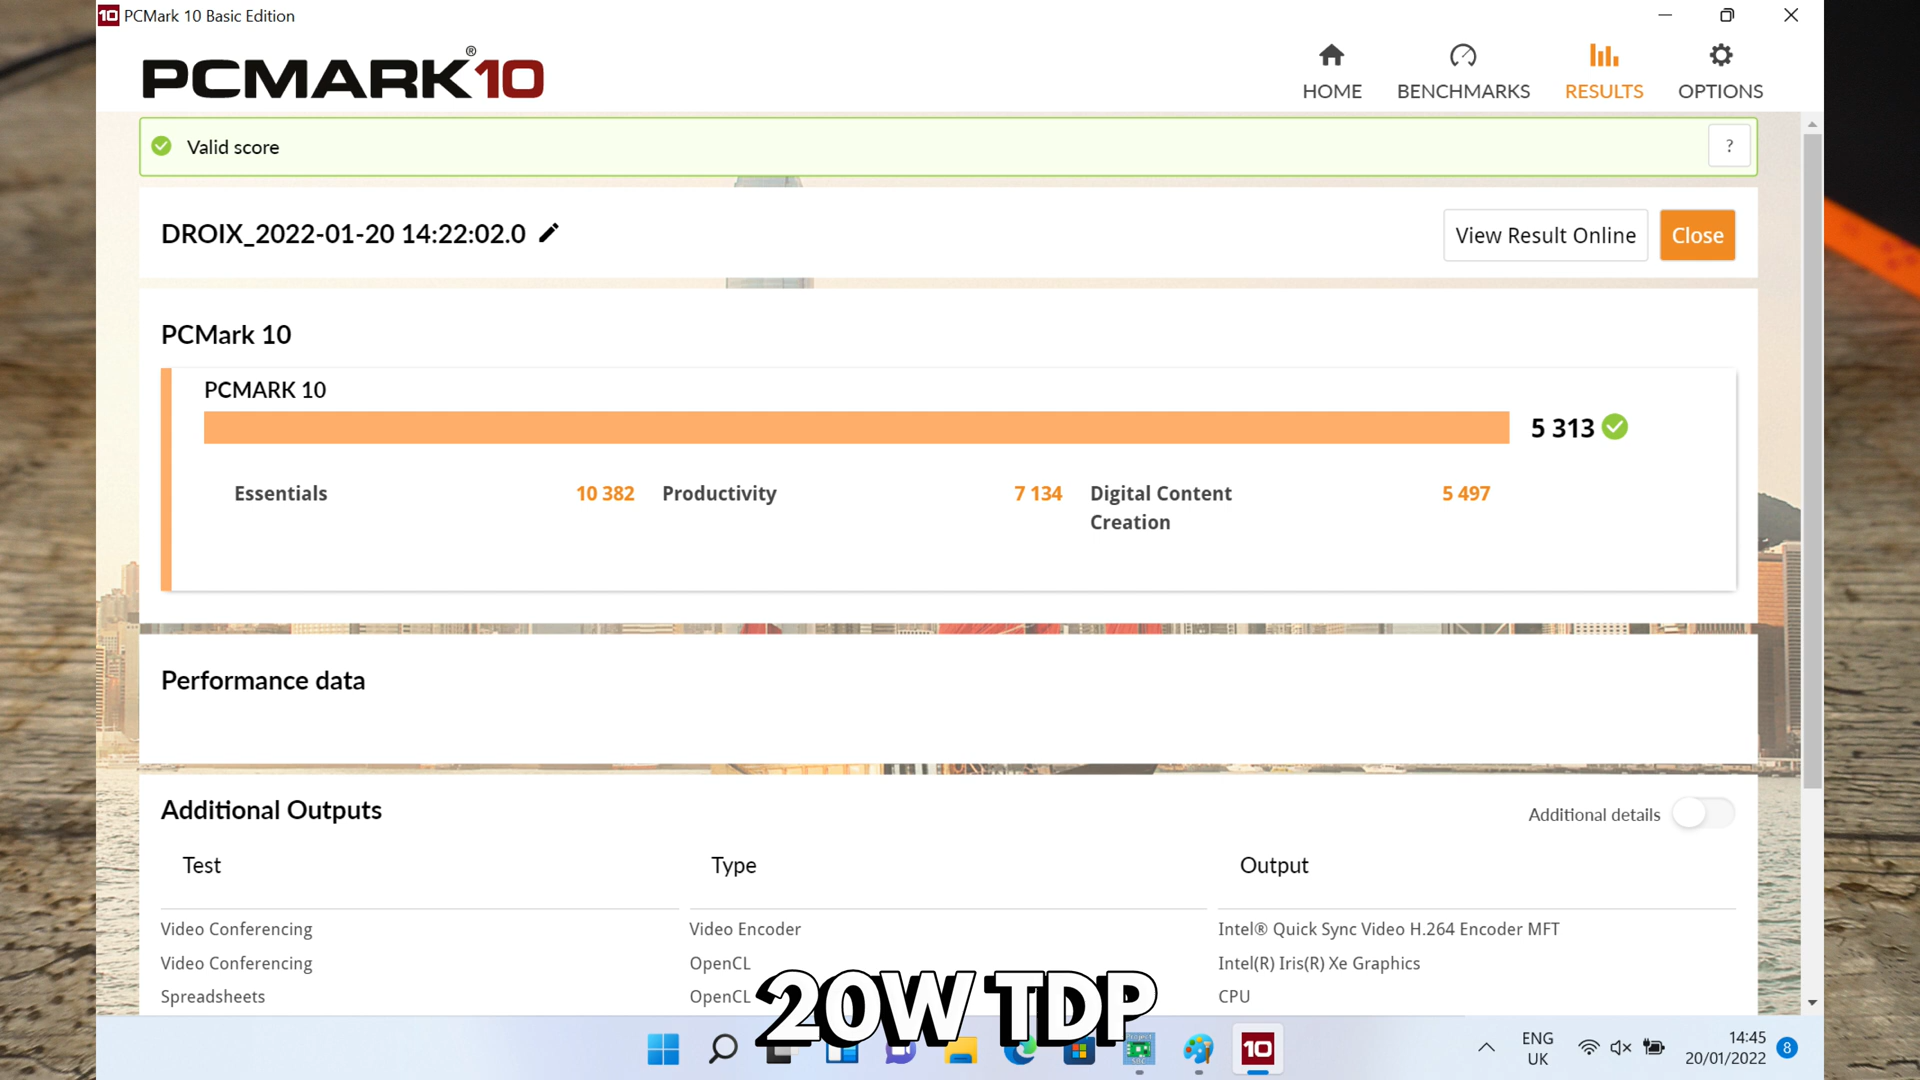 10 PCMark 10 Basic Edition
PCMARK®10
HOME
BENCHMARKS
RESULTS
OPTIONS
Valid score
?
DROIX_2022-01-20 14:22:02.0
View Result Online
Close
PCMark 10
PCMARK 10
5 313
Essentials 10 382
Productivity 7 134
Digital Content 5 497
Creation
Performance data
Additional Outputs
Additional details
Test Type Output
Video Conferencing Video Encoder Intel® Quick Sync Video H.264 Encoder MFT
Video Conferencing OpenCL Intel(R) Iris(R) Xe Graphics
Spreadsheets OpenCL CPU
20W TDP
10
ENG
UK
14:45
20/01/2022
8